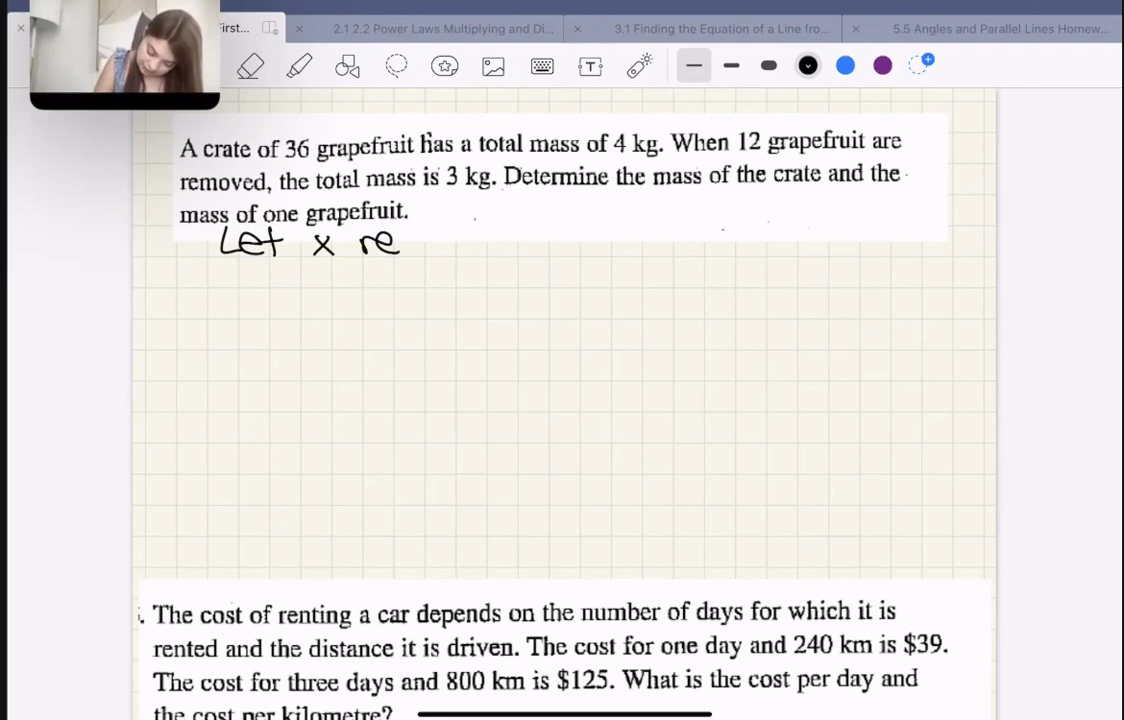 irst...
2.1 2.2 Power Laws Multiplying and Di...
3.1 Finding the Equation of a Line fro...
5.5 Angles and Parallel Lines Homew...
A crate of 36 grapefruit has a total mass of 4 kg. When 12 grapefruit are
removed, the total mass is 3 kg. Determine the mass of the crate and the
mass of one grapefruit.
Let x re
. The cost of renting a car depends on the number of days for which it is
rented and the distance it is driven. The cost for one day and 240 km is $39.
The cost for three days and 800 km is $125. What is the cost per day and
the cost per kilometre?